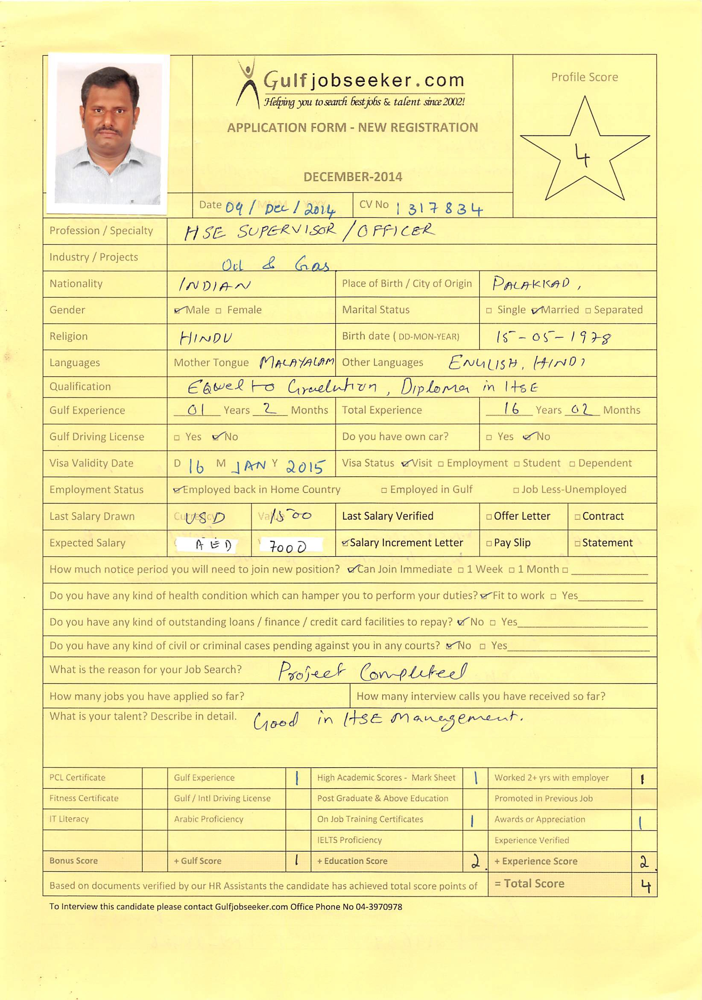 Gulfjobseeker.com
Helping you to search best jobs & talent since 2002!
APPLICATION FORM - NEW REGISTRATION
DECEMBER-2014
Profile Score
4
Date 09 / Dec / 2014 CV No 1317834
Profession / Specialty HSE SUPERVISOR / OFFICER
Industry / Projects Oil & Gas
Nationality INDIAN Place of Birth / City of Origin PALAKKAD,
Gender ☑ Male □ Female Marital Status □ Single ☑ Married □ Separated
Religion HINDU Birth date ( DD-MON-YEAR) 15-05-1978
Languages Mother Tongue MALAYALAM Other Languages ENGLISH, HINDI
Qualification EQuel to Graelution, Diploma in HSE
Gulf Experience 01 Years 2 Months Total Experience 16 Years 02 Months
Gulf Driving License □ Yes ☑ No Do you have own car? □ Yes ☑ No
Visa Validity Date D 16 M JAN Y 2015 Visa Status ☑ Visit □ Employment □ Student □ Dependent
Employment Status ☑ Employed back in Home Country □ Employed in Gulf □ Job Less-Unemployed
Last Salary Drawn Currency USD Value 1500 Last Salary Verified □ Offer Letter □ Contract
Expected Salary AED 7000 ☑ Salary Increment Letter □ Pay Slip □ Statement
How much notice period you will need to join new position? ☑ Can Join Immediate □ 1 Week □ 1 Month □
Do you have any kind of health condition which can hamper you to perform your duties? ☑ Fit to work □ Yes
Do you have any kind of outstanding loans / finance / credit card facilities to repay? ☑ No □ Yes
Do you have any kind of civil or criminal cases pending against you in any courts? ☑ No □ Yes
What is the reason for your Job Search? Project Completed
How many jobs you have applied so far? How many interview calls you have received so far?
What is your talent? Describe in detail. Good in HSE Management.
PCL Certificate Gulf Experience 1 High Academic Scores - Mark Sheet 1 Worked 2+ yrs with employer 1
Fitness Certificate Gulf / Intl Driving License Post Graduate & Above Education Promoted in Previous Job
IT Literacy Arabic Proficiency On Job Training Certificates 1 Awards or Appreciation 1
IELTS Proficiency Experience Verified
Bonus Score + Gulf Score 1 + Education Score 2. + Experience Score 2.
Based on documents verified by our HR Assistants the candidate has achieved total score points of = Total Score 4
To Interview this candidate please contact Gulfjobseeker.com Office Phone No 04-3970978